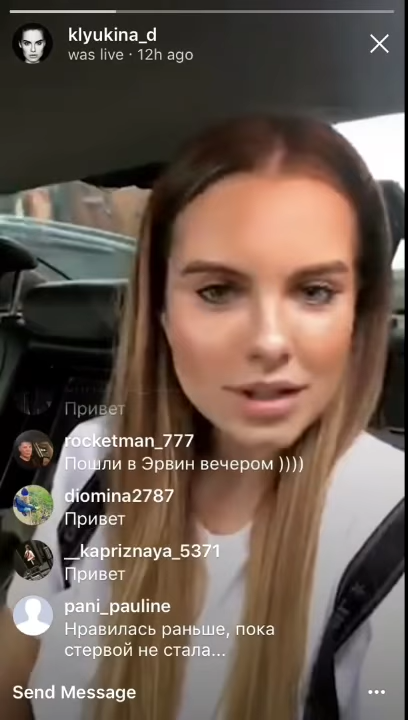 klyukina_d
was live · 12h ago
Привет
rocketman_777
Пошли в Эрвин вечером ))))
diomina2787
Привет
__kapriznaya_5371
Привет
pani_pauline
Нравилась раньше, пока
стервой не стала...
Send Message